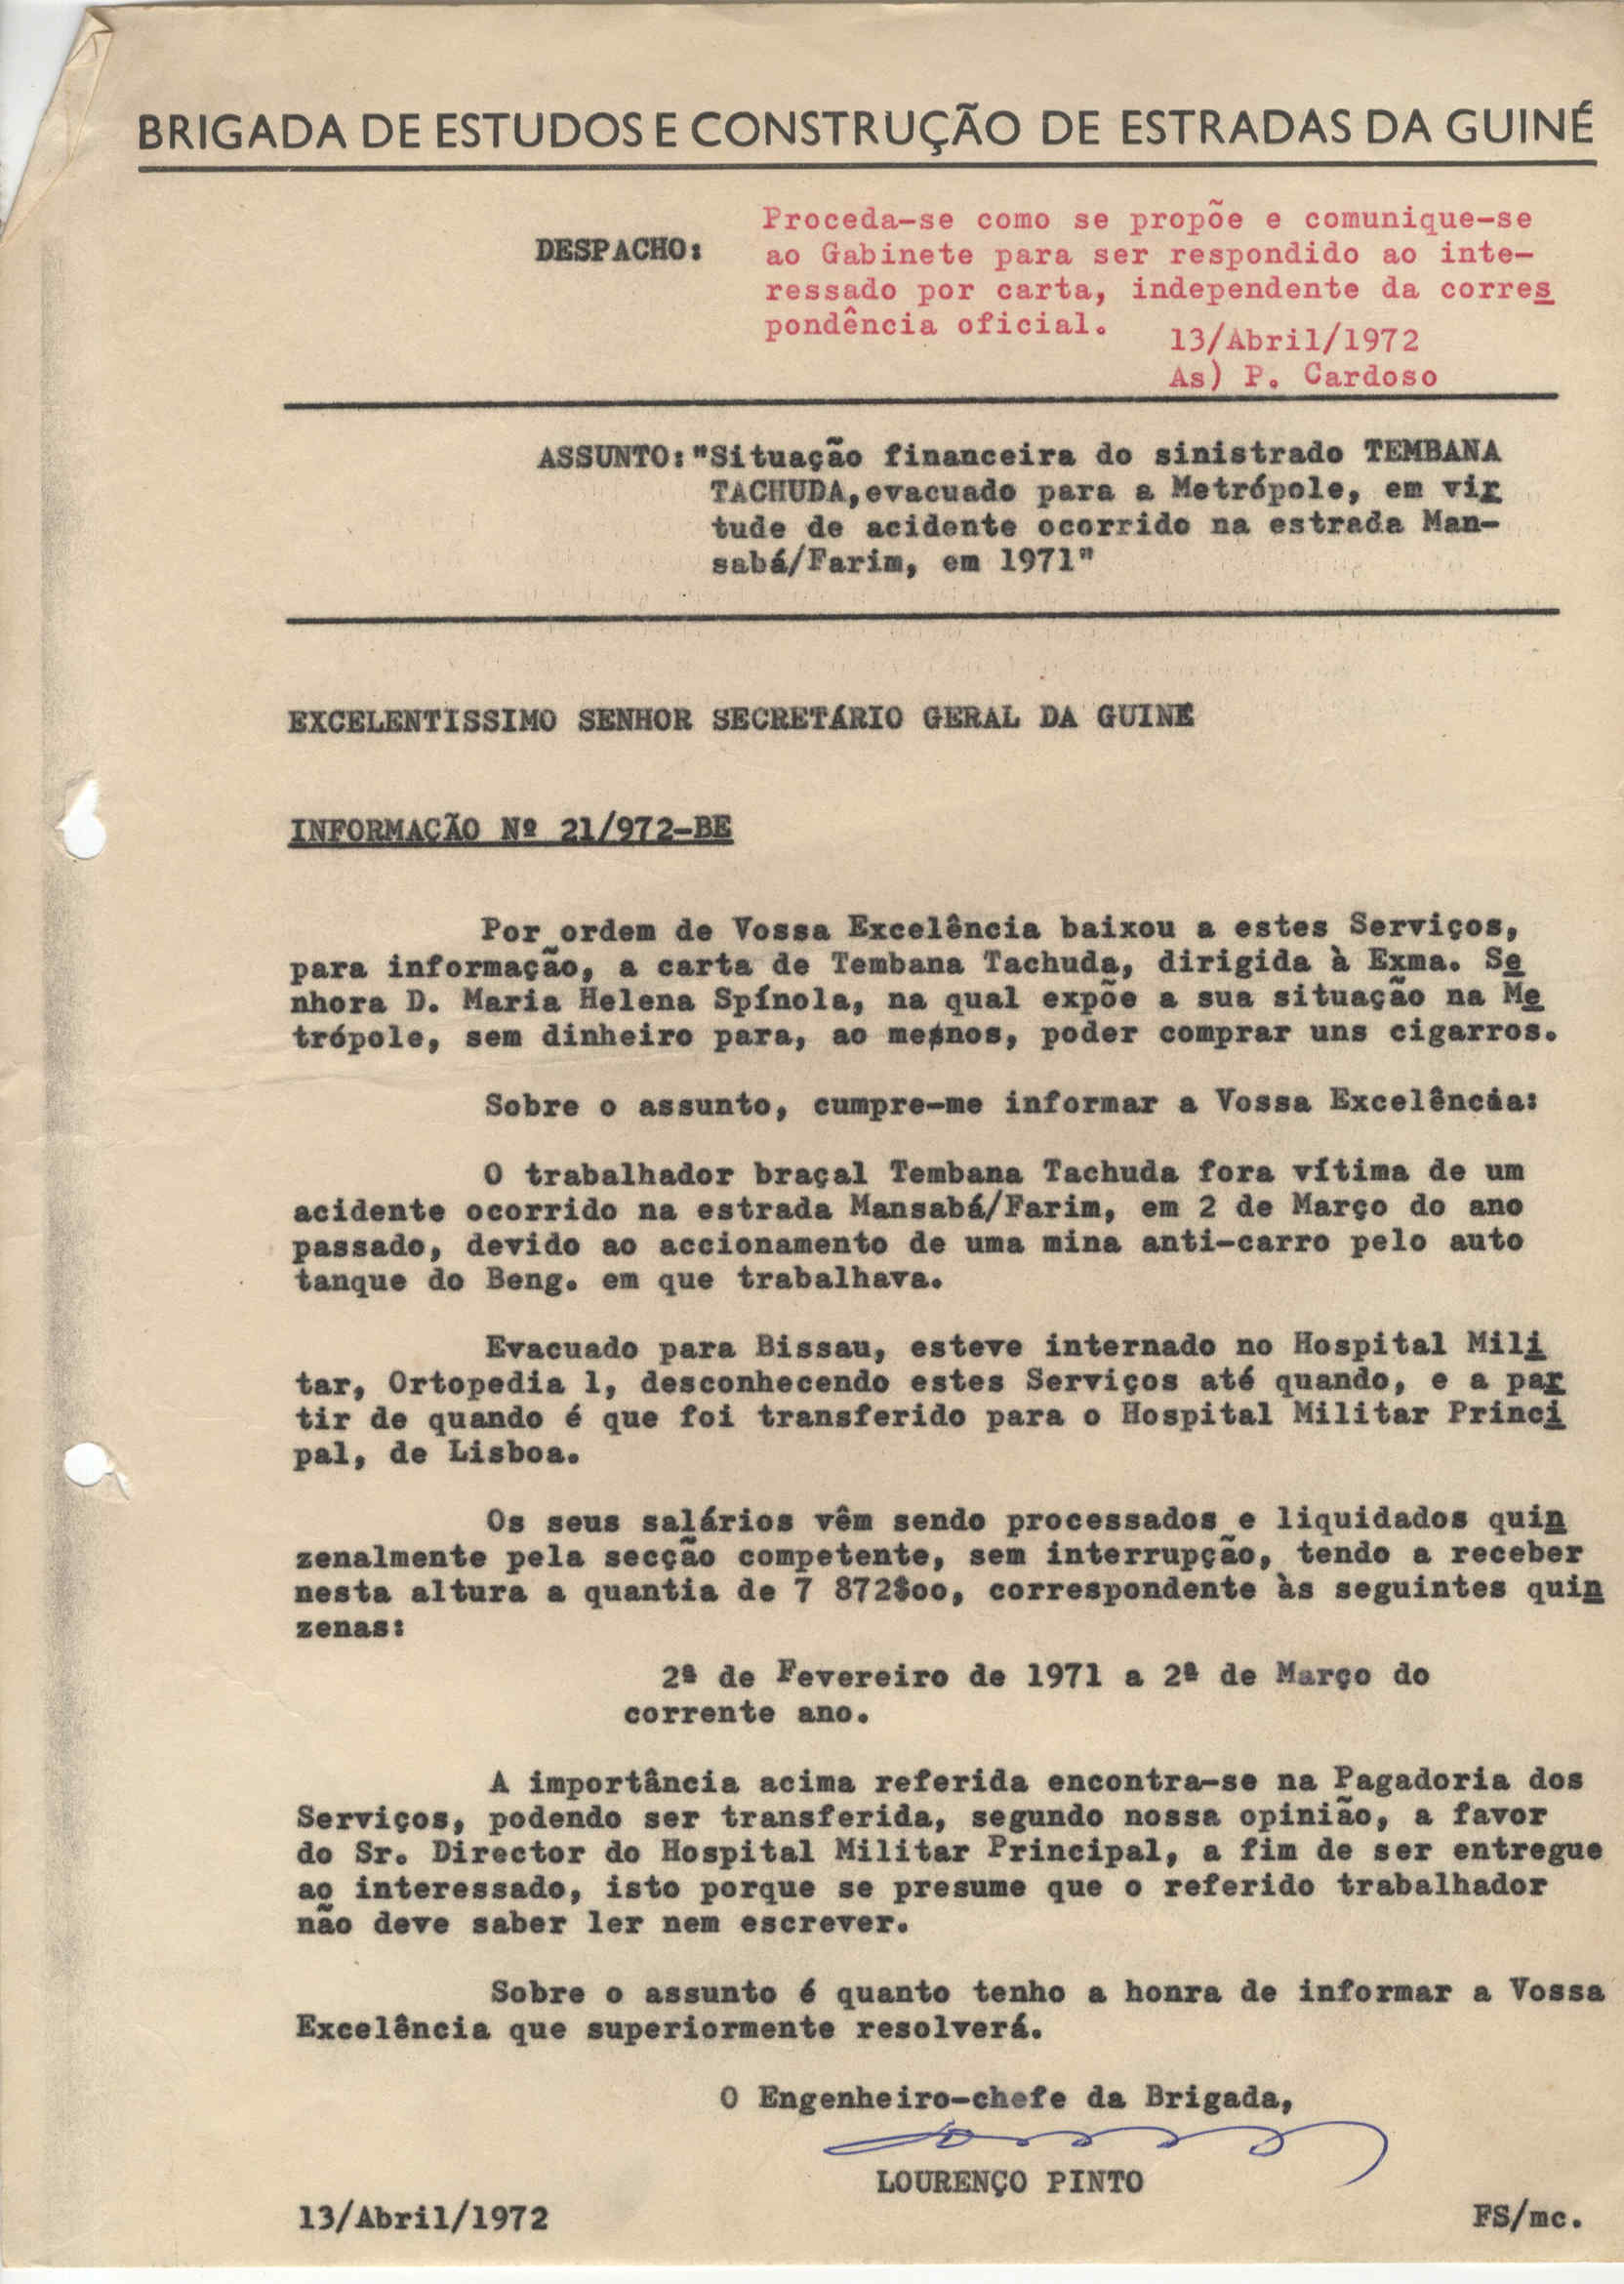 BRIGADA DE ESTUDOS E CONSTRUÇÃO DE ESTRADAS DA GUINÉ
DESPACHO: Proceda-se como se propõe e comunique-se
ao Gabinete para ser respondido ao inte-
ressado por carta, independente da corres
pondência oficial.
13/Abril/1972
As) P. Cardoso
ASSUNTO: "Situação financeira do sinistrado TEMBANA
TACHUDA, evacuado para a Metrópole, em vir
tude de acidente ocorrido na estrada Man-
sabá/Farim, em 1971"
EXCELENTISSIMO SENHOR SECRETÁRIO GERAL DA GUINÉ
INFORMAÇÃO Nº 21/972-BE
Por ordem de Vossa Excelência baixou a estes Serviços,
para informação, a carta de Tembana Tachuda, dirigida à Exma. Se
nhora D. Maria Helena Spínola, na qual expõe a sua situação na Me
trópole, sem dinheiro para, ao menos, poder comprar uns cigarros.
Sobre o assunto, cumpre-me informar a Vossa Excelência:
O trabalhador braçal Tembana Tachuda fora vítima de um
acidente ocorrido na estrada Mansabá/Farim, em 2 de Março do ano
passado, devido ao accionamento de uma mina anti-carro pelo auto
tanque do Beng. em que trabalhava.
Evacuado para Bissau, esteve internado no Hospital Mili
tar, Ortopedia 1, desconhecendo estes Serviços até quando, e a par
tir de quando é que foi transferido para o Hospital Militar Princi
pal, de Lisboa.
Os seus salários vêm sendo processados e liquidados quin
zenalmente pela secção competente, sem interrupção, tendo a receber
nesta altura a quantia de 7 872$oo, correspondente às seguintes quin
zenas:
2ª de Fevereiro de 1971 a 2ª de Março do
corrente ano.
A importância acima referida encontra-se na Pagadoria dos
Serviços, podendo ser transferida, segundo nossa opinião, a favor
do Sr. Director do Hospital Militar Principal, a fim de ser entregue
ao interessado, isto porque se presume que o referido trabalhador
não deve saber ler nem escrever.
Sobre o assunto é quanto tenho a honra de informar a Vossa
Excelência que superiormente resolverá.
O Engenheiro-chefe da Brigada,
LOURENÇO PINTO
13/Abril/1972 FS/mc.